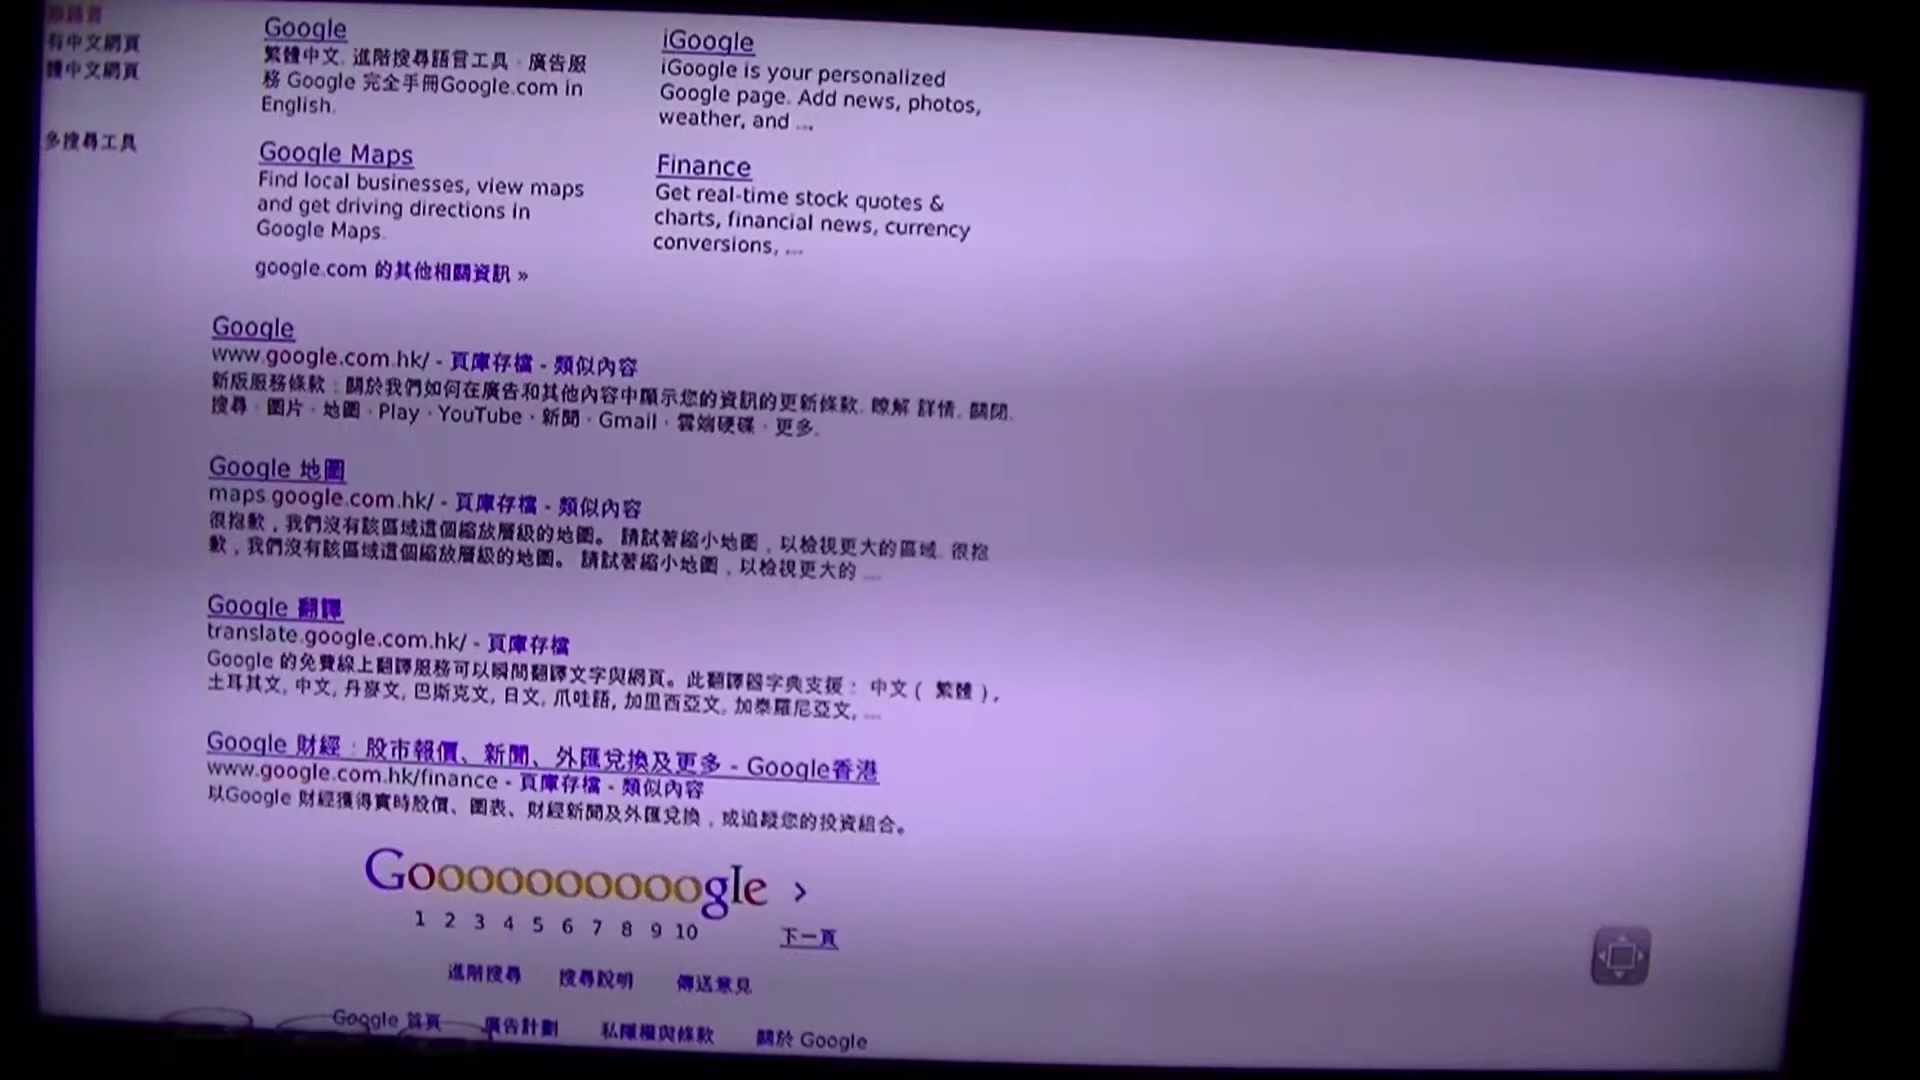 有中文網頁
體中文網頁
多搜尋工具
Google
繁體中文. 進階搜尋語言工具 · 廣告服
務 Google 完全手冊Google.com in
English.
iGoogle
iGoogle is your personalized
Google page. Add news, photos,
weather, and ...
Google Maps
Find local businesses, view maps
and get driving directions in
Google Maps.
Finance
Get real-time stock quotes &
charts, financial news, currency
conversions, ...
google.com 的其他相關資訊 »
Google
www.google.com.hk/ - 頁庫存檔 - 類似內容
新版服務條款：關於我們如何在廣告和其他內容中顯示您的資訊的更新條款. 瞭解 詳情. 關閉.
搜尋 · 圖片 · 地圖 · Play · YouTube · 新聞 · Gmail · 雲端硬碟 · 更多.
Google 地圖
maps.google.com.hk/ - 頁庫存檔 - 類似內容
很抱歉，我們沒有該區域這個縮放層級的地圖。 請試著縮小地圖，以檢視更大的區域. 很抱
歉，我們沒有該區域這個縮放層級的地圖。 請試著縮小地圖，以檢視更大的 ...
Google 翻譯
translate.google.com.hk/ - 頁庫存檔
Google 的免費線上翻譯服務可以瞬間翻譯文字與網頁。此翻譯器字典支援： 中文 ( 繁體 ),
土耳其文, 中文, 丹麥文, 巴斯克文, 日文, 爪哇語, 加里西亞文, 加泰羅尼亞文, ...
Google 財經：股市報價、新聞、外匯兌換及更多 - Google香港
www.google.com.hk/finance - 頁庫存檔 - 類似內容
以Google 財經獲得實時股價、圖表、財經新聞及外匯兌換，或追蹤您的投資組合。
Goooooooooogle >
1 2 3 4 5 6 7 8 9 10
下一頁
進階搜尋 搜尋說明 傳送意見
Google 首頁 廣告計劃 私隱權與條款 關於 Google